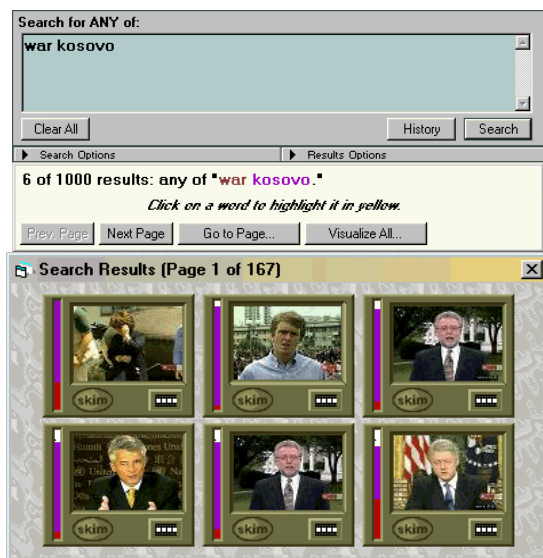 Search for ANY of:
war kosovo
Clear All History Search
Search Options Results Options
6 of 1000 results: any of "war kosovo."
Click on a word to highlight it in yellow.
Prev. Page Next Page Go to Page... Visualize All...
Search Results (Page 1 of 167)
skim skim skim
skim skim skim